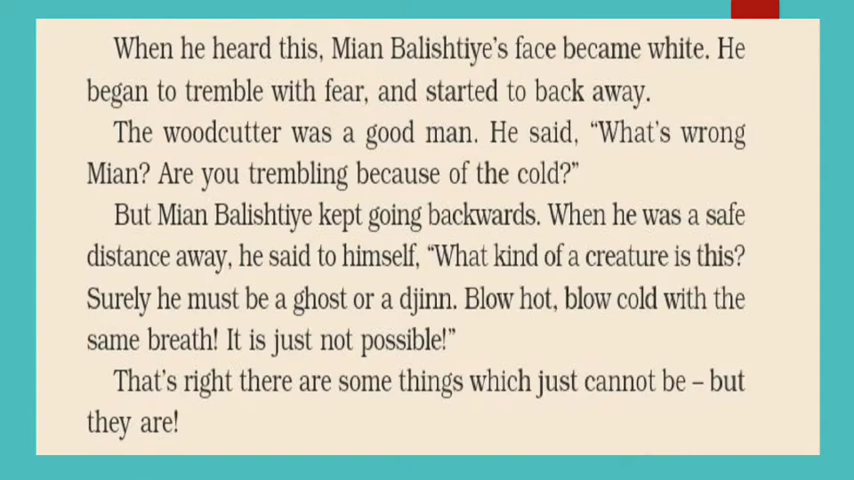 When he heard this, Mian Balishtiye's face became white. He
began to tremble with fear, and started to back away.
The woodcutter was a good man. He said, “What's wrong
Mian? Are you trembling because of the cold?”
But Mian Balishtiye kept going backwards. When he was a safe
distance away, he said to himself, “What kind of a creature is this?
Surely he must be a ghost or a djinn. Blow hot, blow cold with the
same breath! It is just not possible!”
That's right there are some things which just cannot be – but
they are!